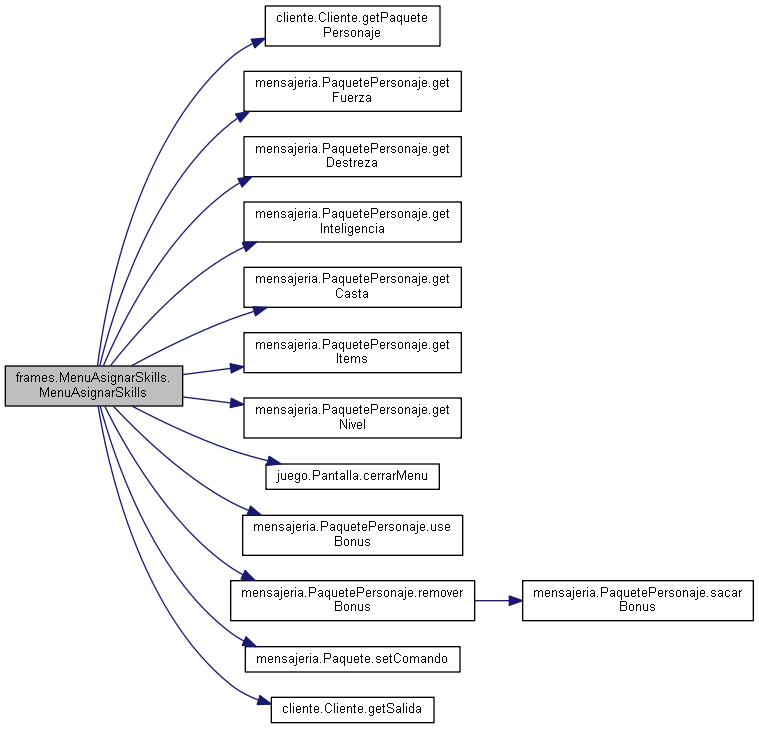 cliente.Cliente.getPaquete
Personaje
mensajeria.PaquetePersonaje.get
Fuerza
mensajeria.PaquetePersonaje.get
Destreza
mensajeria.PaquetePersonaje.get
Inteligencia
mensajeria.PaquetePersonaje.get
Casta
mensajeria.PaquetePersonaje.get
Items
frames.MenuAsignarSkills.
MenuAsignarSkills
mensajeria.PaquetePersonaje.get
Nivel
juego.Pantalla.cerrarMenu
mensajeria.PaquetePersonaje.use
Bonus
mensajeria.PaquetePersonaje.remover
Bonus
mensajeria.PaquetePersonaje.sacar
Bonus
mensajeria.Paquete.setComando
cliente.Cliente.getSalida